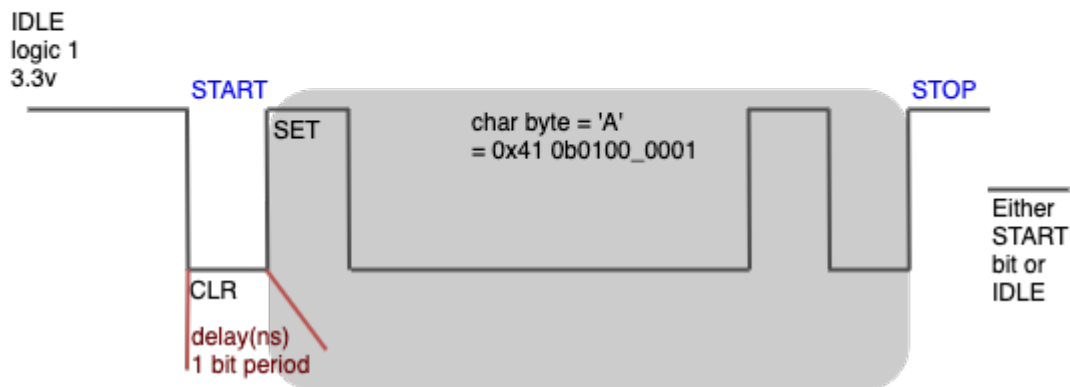 IDLE
logic 1
3.3v
START
STOP
SET
char byte = 'A'
= 0x41 0b0100_0001
Either
START
bit or
IDLE
CLR
delay(ns)
1 bit period